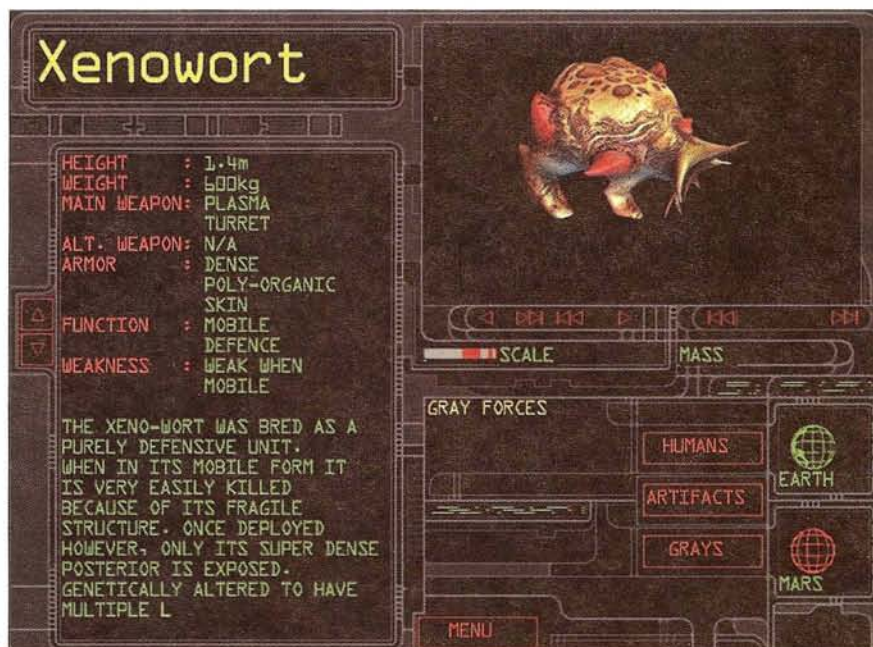 Xenowort
HEIGHT : 1.4m
WEIGHT : 600kg
MAIN WEAPON: PLASMA
TURRET
ALT. WEAPON: N/A
ARMOR : DENSE
POLY-ORGANIC
SKIN
FUNCTION : MOBILE
DEFENCE
WEAKNESS : WEAK WHEN
MOBILE
THE XENO-WORT WAS BRED AS A
PURELY DEFENSIVE UNIT.
WHEN IN ITS MOBILE FORM IT
IS VERY EASILY KILLED
BECAUSE OF ITS FRAGILE
STRUCTURE. ONCE DEPLOYED
HOWEVER, ONLY ITS SUPER DENSE
POSTERIOR IS EXPOSED.
GENETICALLY ALTERED TO HAVE
MULTIPLE L
SCALE
MASS
GRAY FORCES
HUMANS
ARTIFACTS
GRAYS
EARTH
MARS
MENU